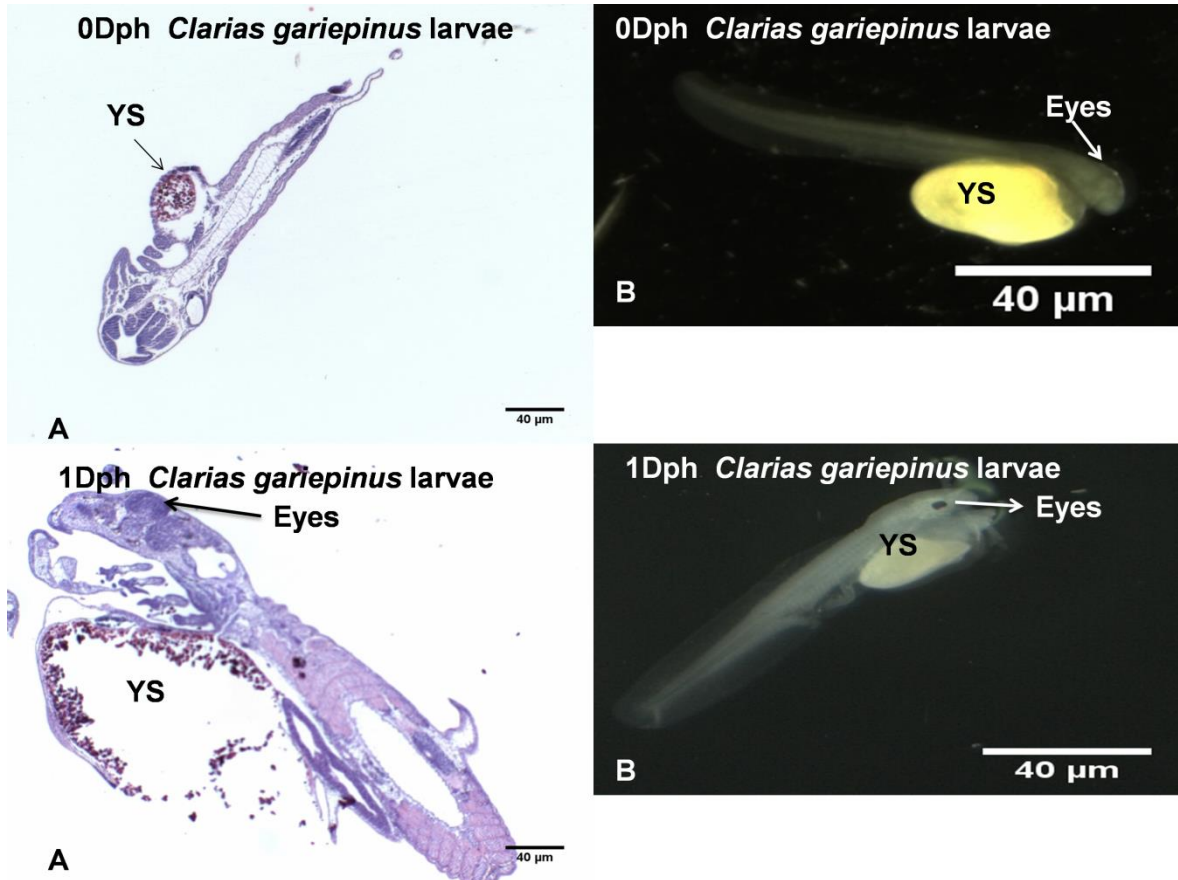 0Dph Clarias gariepinus larvae
YS
40 µm
A
0Dph Clarias gariepinus larvae
Eyes
YS
40 µm
B
1Dph Clarias gariepinus larvae
Eyes
YS
40 µm
A
1Dph Clarias gariepinus larvae
Eyes
YS
40 µm
B